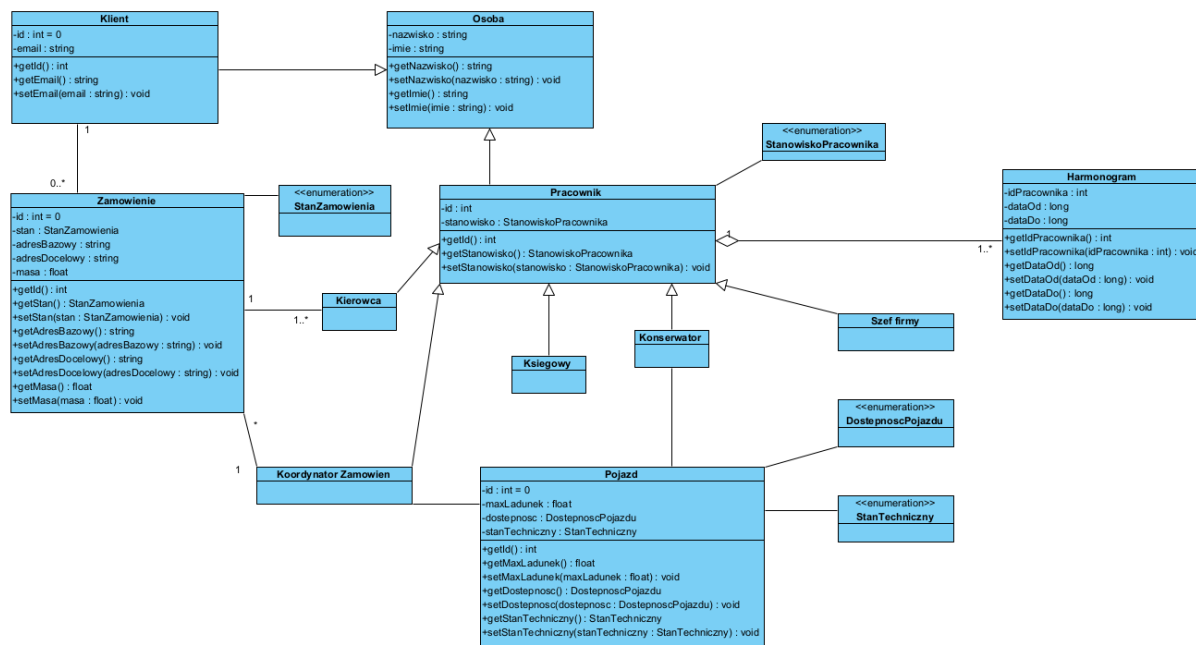 Klient
-id : int = 0
-email : string
+getId() : int
+getEmail() : string
+setEmail(email : string) : void
Osoba
-nazwisko : string
-imie : string
+getNazwisko() : string
+setNazwisko(nazwisko : string) : void
+getImie() : string
+setImie(imie : string) : void
1
0..*
<<enumeration>>
StanowiskoPracownika
Zamowienie
-id : int = 0
-stan : StanZamowienia
-adresBazowy : string
-adresDocelowy : string
-masa : float
+getId() : int
+getStan() : StanZamowienia
+setStan(stan : StanZamowienia) : void
+getAdresBazowy() : string
+setAdresBazowy(adresBazowy : string) : void
+getAdresDocelowy() : string
+setAdresDocelowy(adresDocelowy : string) : void
+getMasa() : float
+setMasa(masa : float) : void
<<enumeration>>
StanZamowienia
Pracownik
-id : int
-stanowisko : StanowiskoPracownika
+getId() : int
+getStanowisko() : StanowiskoPracownika
+setStanowisko(stanowisko : StanowiskoPracownika) : void
1
1..*
Harmonogram
-idPracownika : int
-dataOd : long
-dataDo : long
+getIdPracownika() : int
+setIdPracownika(idPracownika : int) : void
+getDataOd() : long
+setDataOd(dataOd : long) : void
+getDataDo() : long
+setDataDo(dataDo : long) : void
1
1..*
Kierowca
Ksiegowy
Konserwator
Szef firmy
*
1
Koordynator Zamowien
Pojazd
-id : int = 0
-maxLadunek : float
-dostepnosc : DostepnoscPojazdu
-stanTechniczny : StanTechniczny
+getId() : int
+getMaxLadunek() : float
+setMaxLadunek(maxLadunek : float) : void
+getDostepnosc() : DostepnoscPojazdu
+setDostepnosc(dostepnosc : DostepnoscPojazdu) : void
+getStanTechniczny() : StanTechniczny
+setStanTechniczny(stanTechniczny : StanTechniczny) : void
<<enumeration>>
DostepnoscPojazdu
<<enumeration>>
StanTechniczny